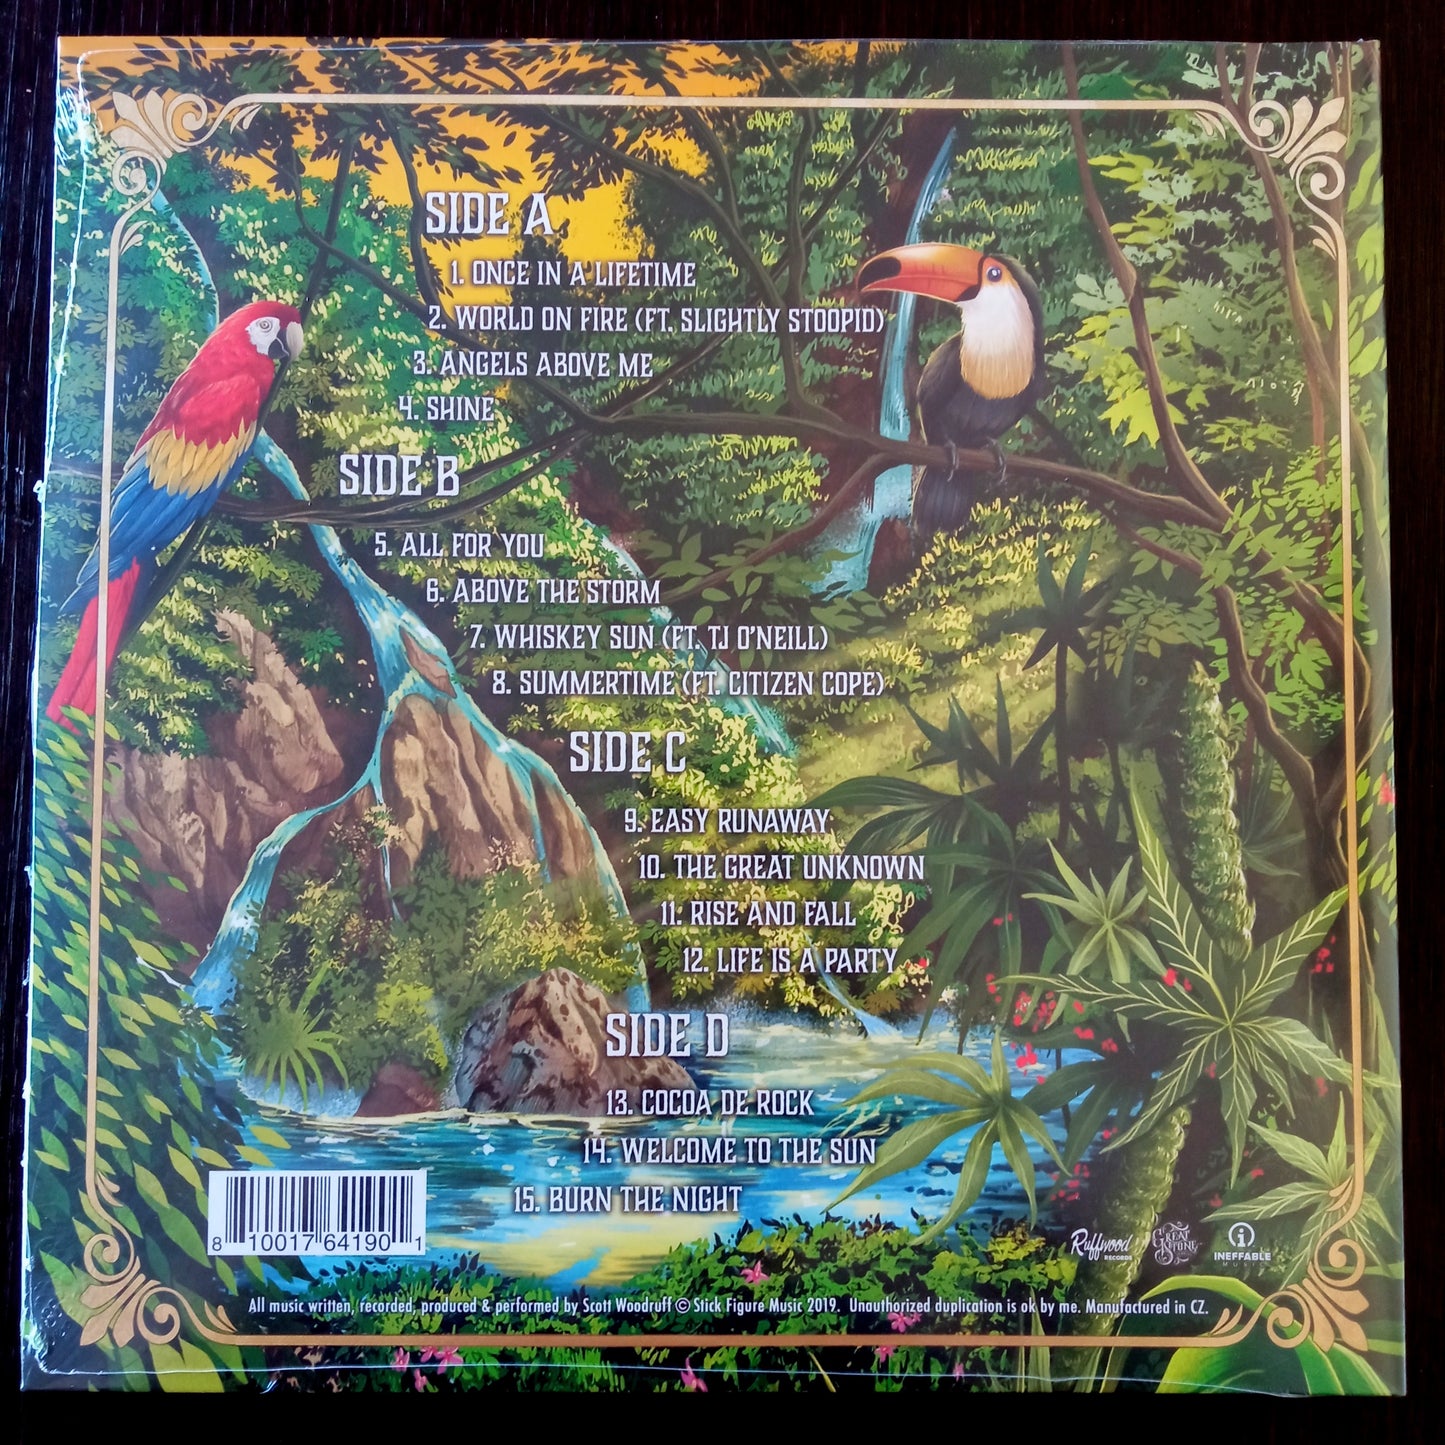 SIDE A
1. ONCE IN A LIFETIME
2. WORLD ON FIRE (FT. SLIGHTLY STOOPID)
3. ANGELS ABOVE ME
4. SHINE
SIDE B
5. ALL FOR YOU
6. ABOVE THE STORM
7. WHISKEY SUN (FT. TJ O'NEILL)
8. SUMMERTIME (FT. CITIZEN COPE)
SIDE C
9. EASY RUNAWAY
10. THE GREAT UNKNOWN
11. RISE AND FALL
12. LIFE IS A PARTY
SIDE D
13. COCOA DE ROCK
14. WELCOME TO THE SUN
15. BURN THE NIGHT
8 10017 64190 1
Ruffwood
RECORDS
GREAT
STONE
INEFFABLE
MUSIC
All music written, recorded, produced & performed by Scott Woodruff © Stick Figure Music 2019. Unauthorized duplication is ok by me. Manufactured in CZ.